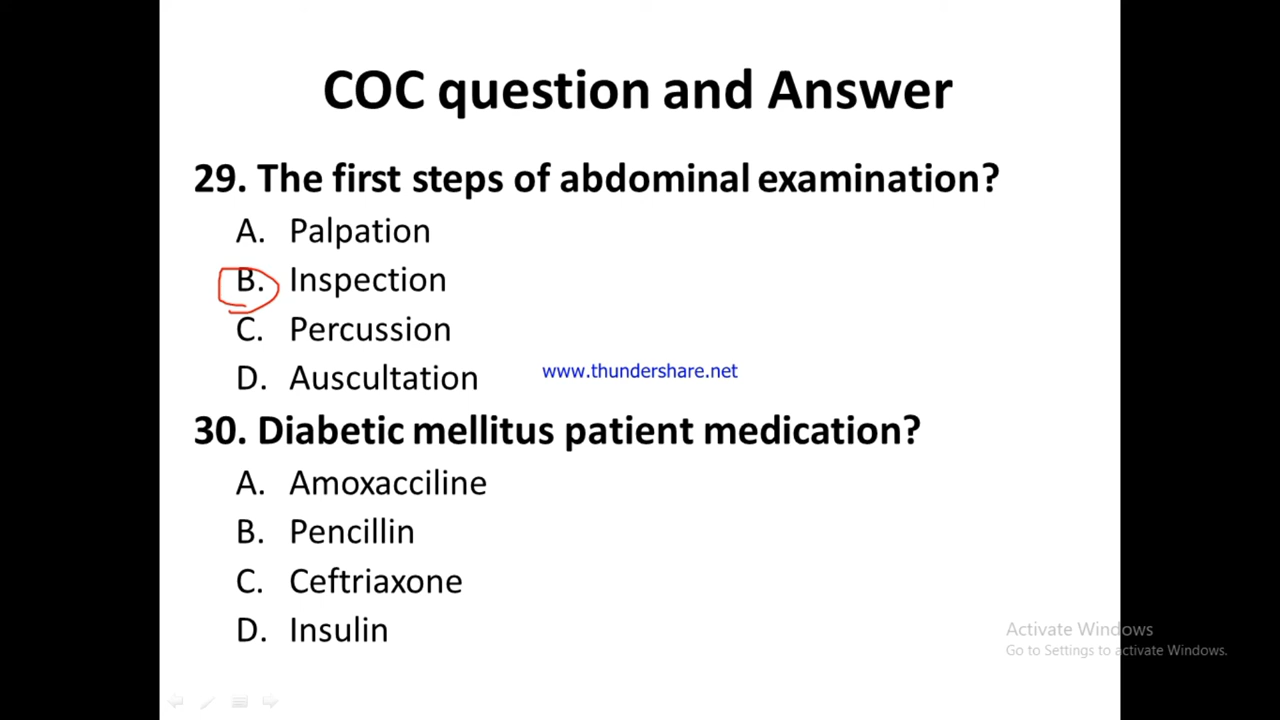 COC question and Answer
29. The first steps of abdominal examination?
A. Palpation
B. Inspection
C. Percussion
D. Auscultation
www.thundershare.net
30. Diabetic mellitus patient medication?
A. Amoxacciline
B. Pencillin
C. Ceftriaxone
D. Insulin
Activate Windows
Go to Settings to activate Windows.